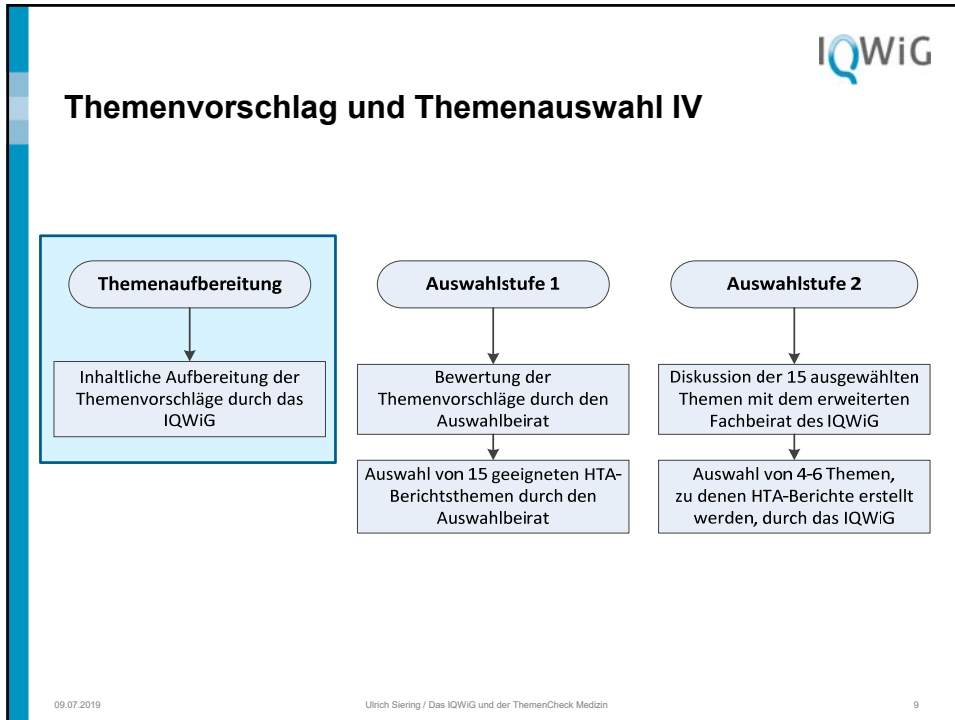 IQWiG
Themenvorschlag und Themenauswahl IV
Themenaufbereitung
Inhaltliche Aufbereitung der
Themenvorschläge durch das
IQWiG
Auswahlstufe 1
Bewertung der
Themenvorschläge durch den
Auswahlbeirat
Auswahl von 15 geeigneten HTA-
Berichtsthemen durch den
Auswahlbeirat
Auswahlstufe 2
Diskussion der 15 ausgewählten
Themen mit dem erweiterten
Fachbeirat des IQWiG
Auswahl von 4-6 Themen,
zu denen HTA-Berichte erstellt
werden, durch das IQWiG
09.07.2019
Ulrich Siering / Das IQWiG und der ThemenCheck Medizin
9